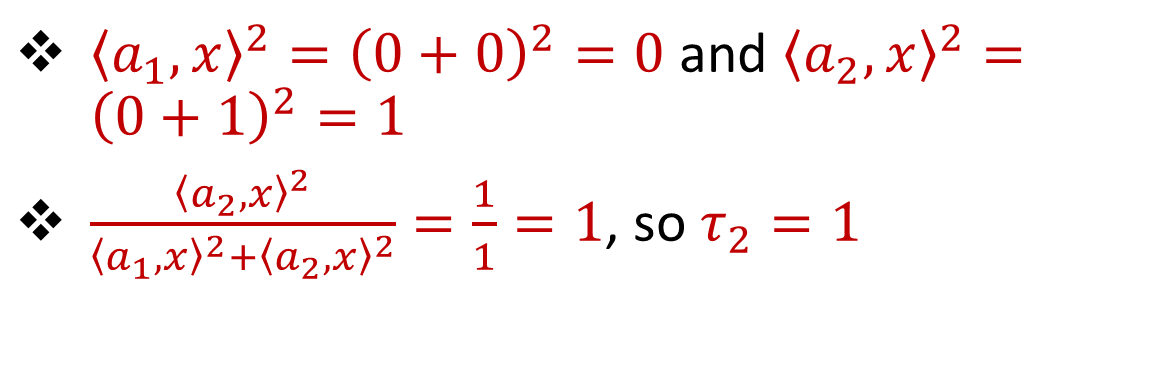 ❖ ⟨a₁, x⟩² = (0 + 0)² = 0 and ⟨a₂, x⟩² =
(0 + 1)² = 1
❖ ⟨a₂,x⟩² / ⟨a₁,x⟩²+⟨a₂,x⟩² = 1/1 = 1, so τ₂ = 1